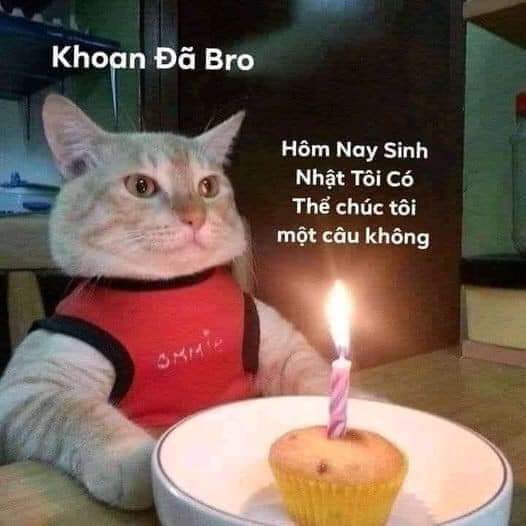 Khoan Đã Bro
Hôm Nay Sinh
Nhật Tôi Có
Thể chúc tôi
một câu không